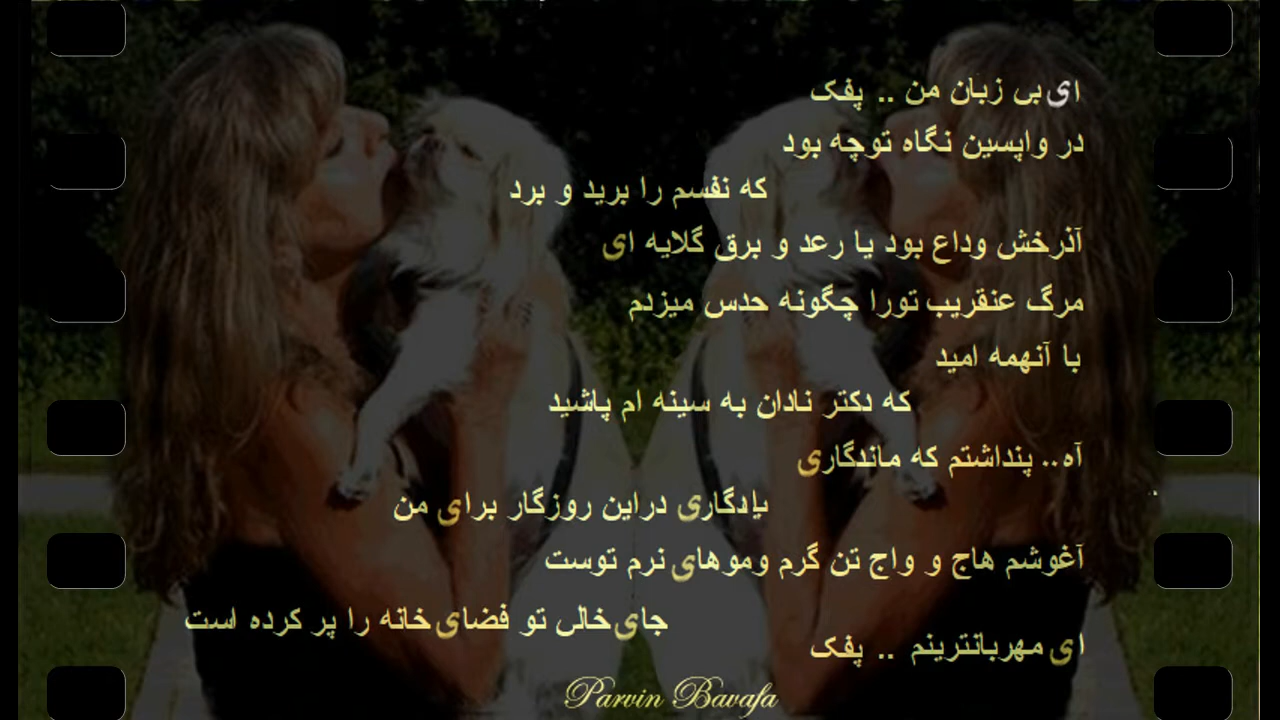 ای بی زبان من .. پفک
در واپسین نگاه توچه بود
که نفسم را برید و برد
آذرخش وداع بود یا رعد و برق گلایه ای
مرگ عنقریب تورا چگونه حدس میزدم
با آنهمه امید
که دکتر نادان به سینه ام پاشید
آه.. پنداشتم که ماندگاری
یادگاری دراین روزگار برای من
آغوشم هاج و واج تن گرم وموهای نرم توست
جای خالی تو فضای خانه را پر کرده است
ای مهربانترینم .. پفک
Parvin Bavafa